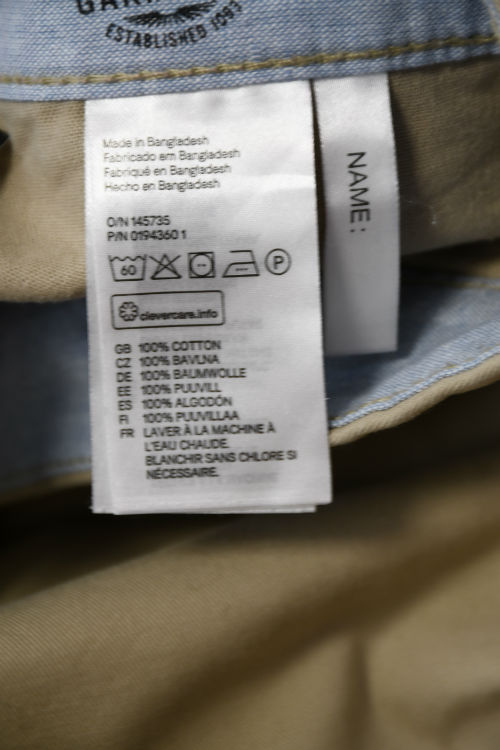 ESTABLISHED
Made in Bangladesh
Fabricado em Bangladesh
Fabriqué en Bangladesh
Hecho en Bangladesh
O/N 145735
P/N 0194360 1
60
P
clevercare.info
GB 100% COTTON
CZ 100% BAVLNA
DE 100% BAUMWOLLE
EE 100% PUUVILL
ES 100% ALGODÓN
FI 100% PUUVILLAA
FR LAVER À LA MACHINE À
L'EAU CHAUDE.
BLANCHIR SANS CHLORE SI
NÉCESSAIRE.
NAME: